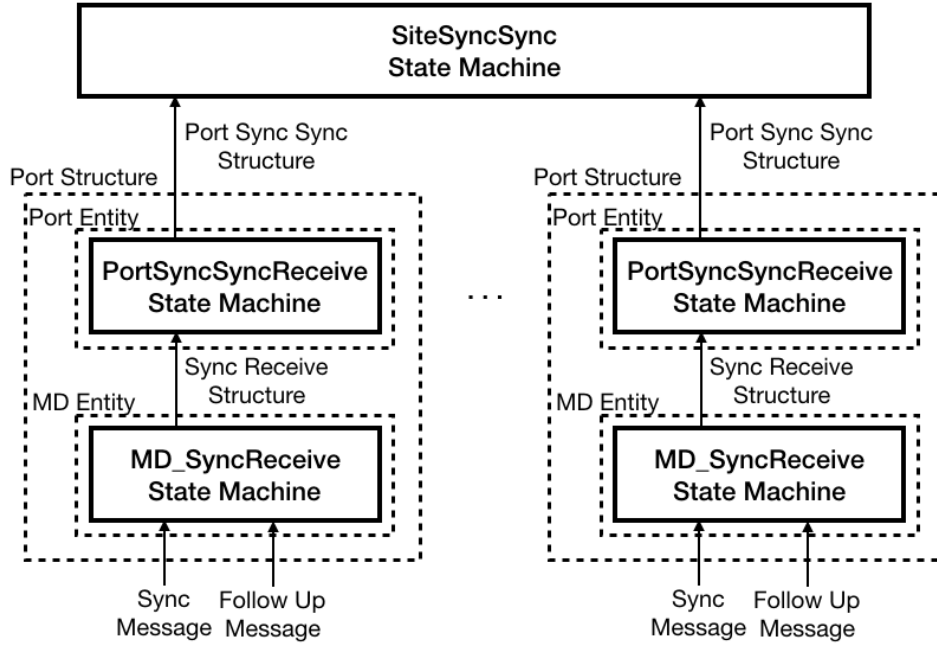 SiteSyncSync
State Machine
Port Sync Sync
Structure
Port Sync Sync
Structure
Port Structure
Port Structure
Port Entity
Port Entity
PortSyncSyncReceive
State Machine
. . .
PortSyncSyncReceive
State Machine
Sync Receive
Structure
Sync Receive
Structure
MD Entity
MD Entity
MD_SyncReceive
State Machine
MD_SyncReceive
State Machine
Sync
Message
Follow Up
Message
Sync
Message
Follow Up
Message